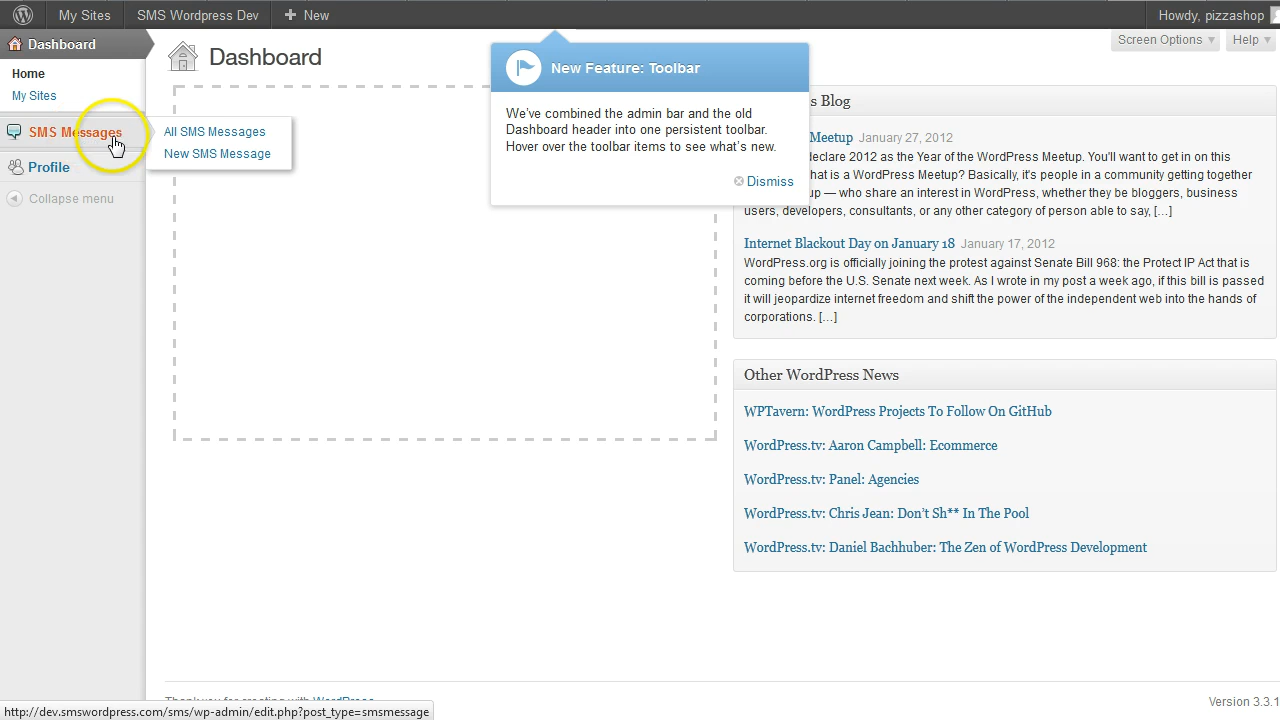 My Sites
SMS Wordpress Dev
New
Howdy, pizzashop
Dashboard
Home
My Sites
SMS Messages
Profile
Collapse menu
All SMS Messages
New SMS Message
Dashboard
Screen Options
Help
New Feature: Toolbar
We've combined the admin bar and the old
Dashboard header into one persistent toolbar.
Hover over the toolbar items to see what's new.
Dismiss
s Blog
Meetup January 27, 2012
declare 2012 as the Year of the WordPress Meetup. You'll want to get in on this
hat is a WordPress Meetup? Basically, it's people in a community getting together
up — who share an interest in WordPress, whether they be bloggers, business
users, developers, consultants, or any other category of person able to say, […]
Internet Blackout Day on January 18 January 17, 2012
WordPress.org is officially joining the protest against Senate Bill 968: the Protect IP Act that is
coming before the U.S. Senate next week. As I wrote in my post a week ago, if this bill is passed
it will jeopardize internet freedom and shift the power of the independent web into the hands of
corporations. […]
Other WordPress News
WPTavern: WordPress Projects To Follow On GitHub
WordPress.tv: Aaron Campbell: Ecommerce
WordPress.tv: Panel: Agencies
WordPress.tv: Chris Jean: Don't Sh** In The Pool
WordPress.tv: Daniel Bachhuber: The Zen of WordPress Development
Thank you for creating with WordPress.
Version 3.3.1
http://dev.smswordpress.com/sms/wp-admin/edit.php?post_type=smsmessage